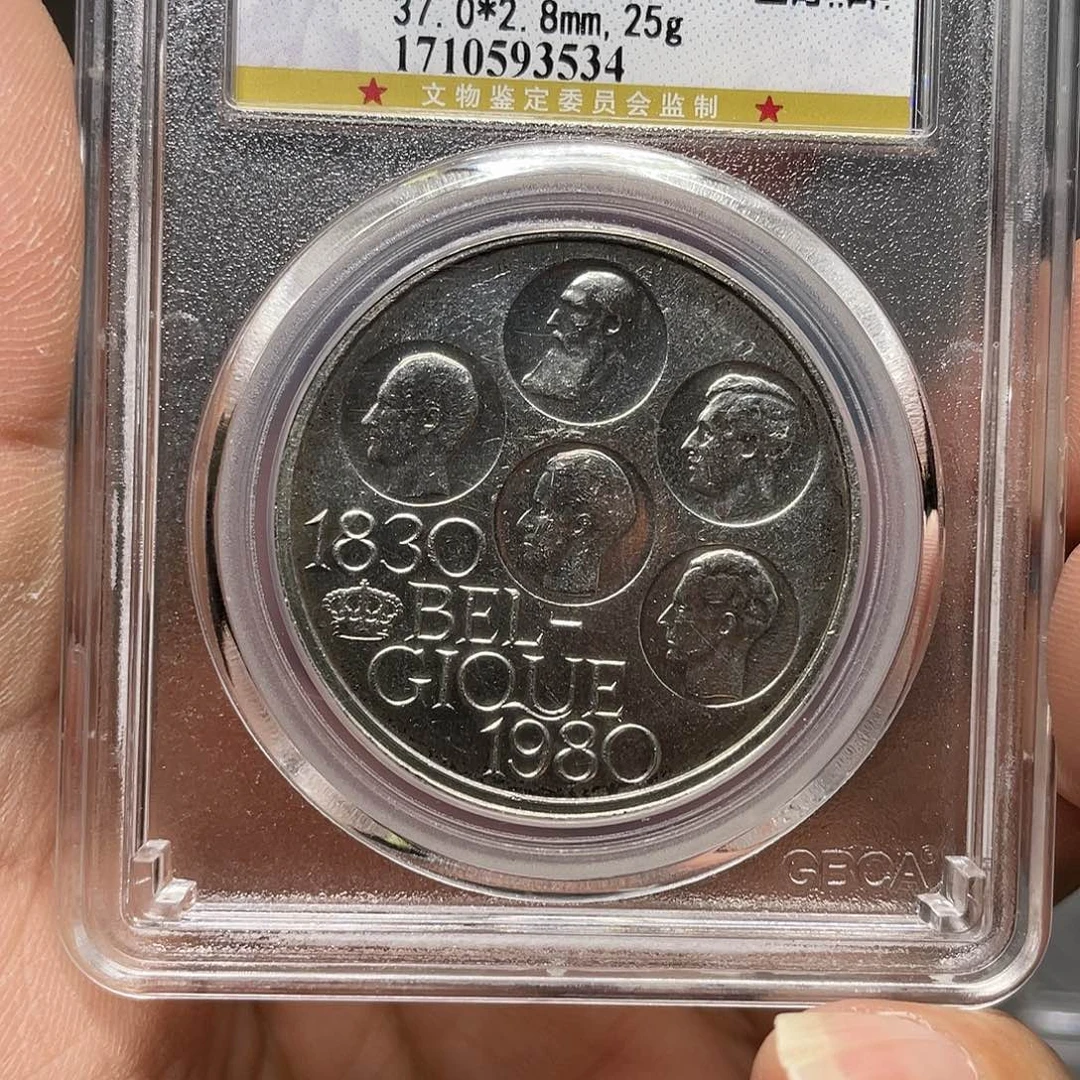 37.0*2.8mm, 25g
1710593534
★ 文物鉴定委员会监制 ★
1830
BEL-
GIQUE
1980
GBCA